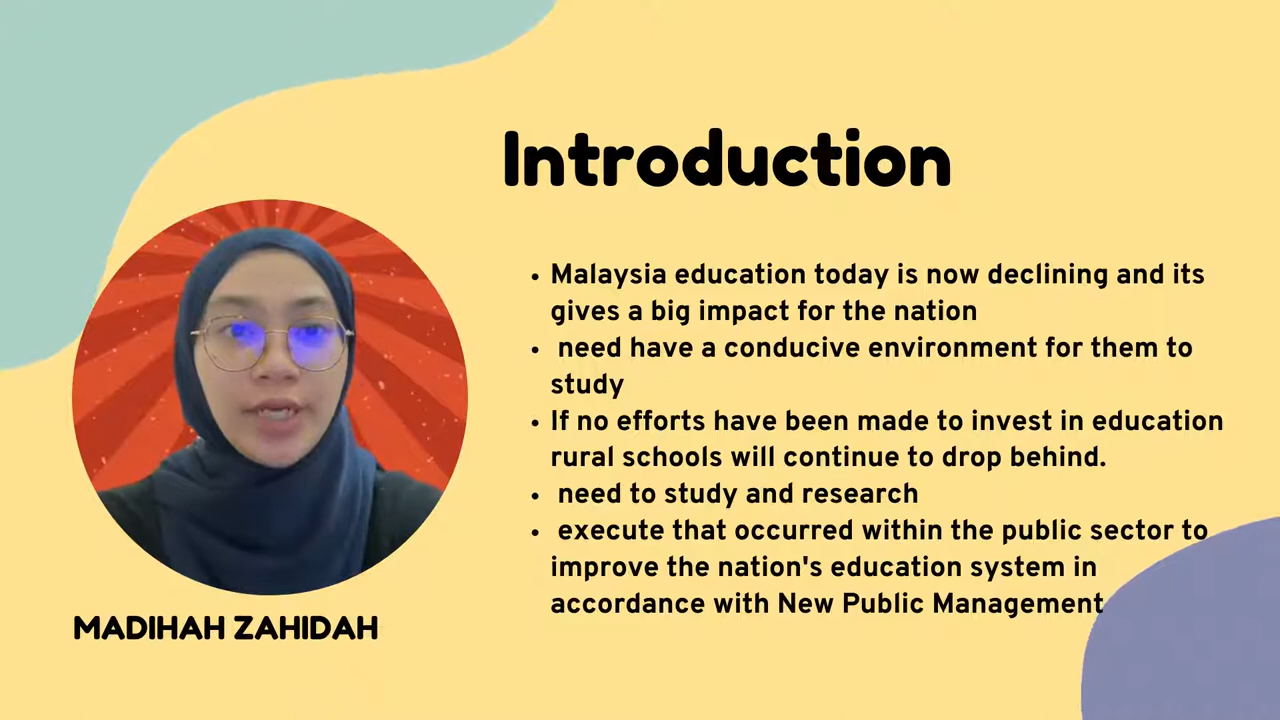 Introduction
• Malaysia education today is now declining and its
gives a big impact for the nation
• need have a conducive environment for them to
study
• If no efforts have been made to invest in education
rural schools will continue to drop behind.
• need to study and research
• execute that occurred within the public sector to
improve the nation's education system in
accordance with New Public Management
MADIHAH ZAHIDAH